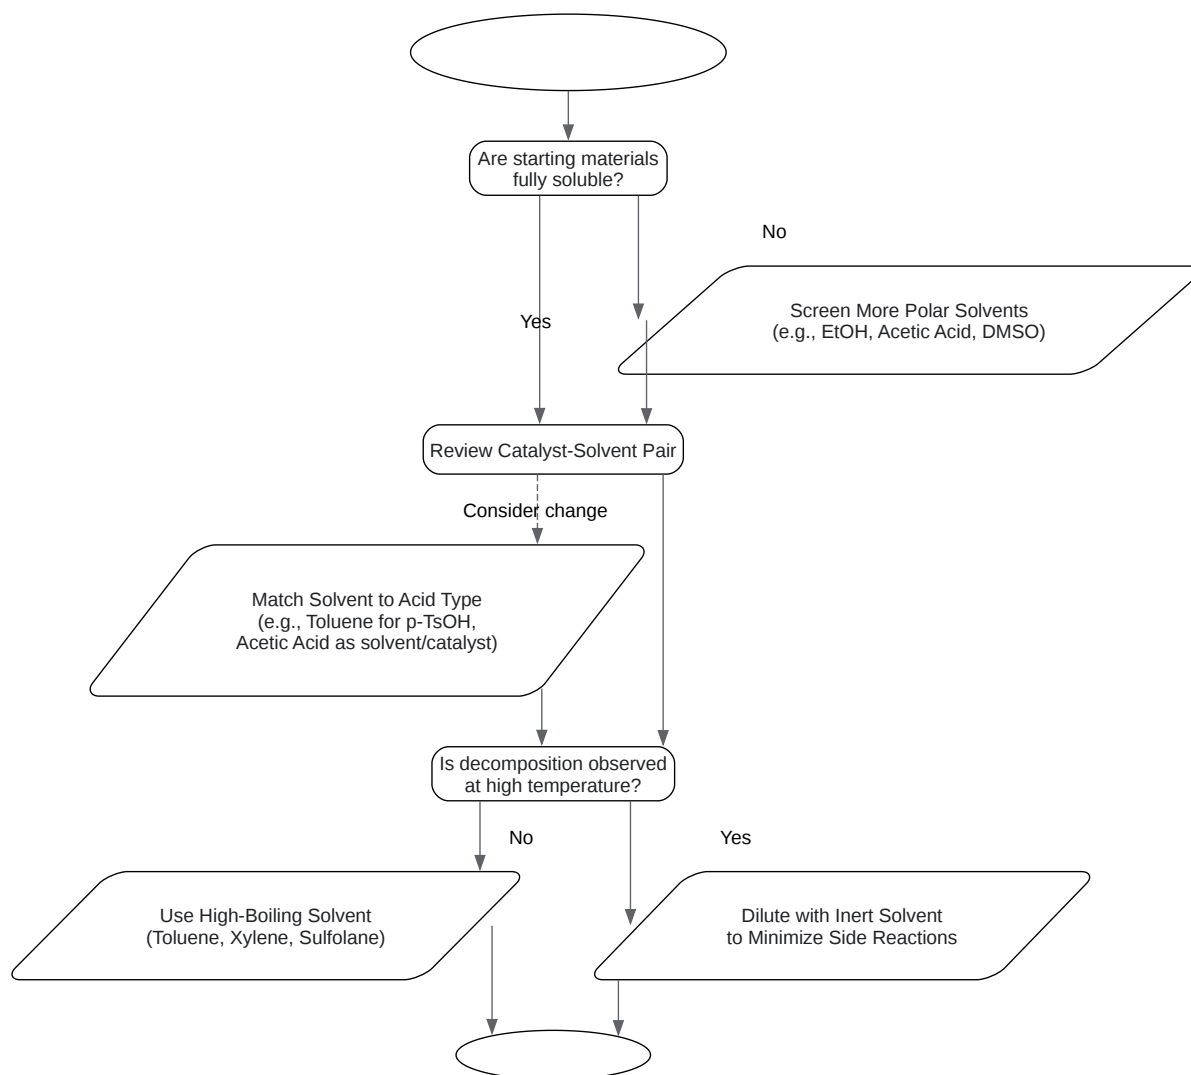 Are starting materials
fully soluble?
No
Screen More Polar Solvents
(e.g., EtOH, Acetic Acid, DMSO)
Yes
Review Catalyst-Solvent Pair
Consider change
Match Solvent to Acid Type
(e.g., Toluene for p-TsOH,
Acetic Acid as solvent/catalyst)
Is decomposition observed
at high temperature?
No
Yes
Use High-Boiling Solvent
(Toluene, Xylene, Sulfolane)
Dilute with Inert Solvent
to Minimize Side Reactions